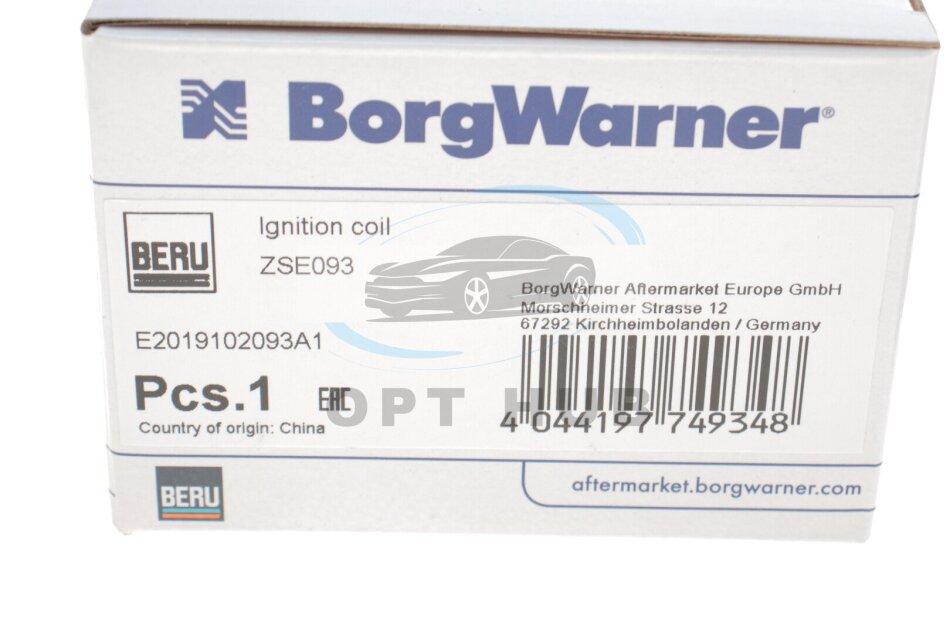 BorgWarner®
BERU
Ignition coil
ZSE093
BorgWarner Aftermarket Europe GmbH
Morschheimer Strasse 12
67292 Kirchheimbolanden / Germany
E2019102093A1
Pcs.1
EAC
OPT HUB
4 044197 749348
Country of origin: China
BERU
aftermarket.borgwarner.com